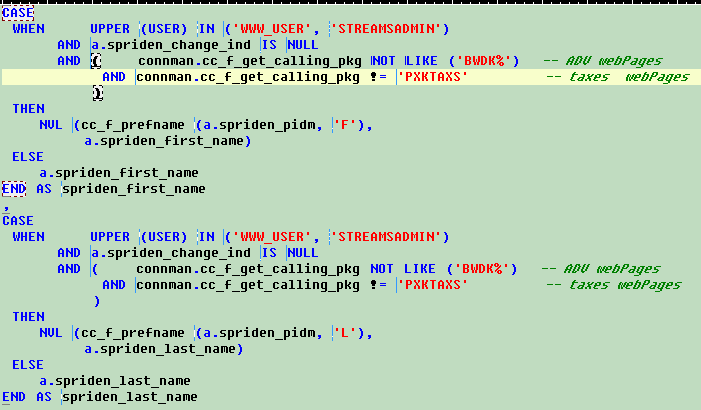 CASE
WHEN UPPER (USER) IN ('WWW_USER', 'STREAMSADMIN')
AND a.spriden_change_ind IS NULL
AND ( connman.cc_f_get_calling_pkg NOT LIKE ('BWDK%') -- ADV webPages
AND connman.cc_f_get_calling_pkg != 'PXKTAXS' -- taxes webPages
)
THEN
NVL (cc_f_prefname (a.spriden_pidm, 'F'),
a.spriden_first_name)
ELSE
a.spriden_first_name
END AS spriden_first_name
,
CASE
WHEN UPPER (USER) IN ('WWW_USER', 'STREAMSADMIN')
AND a.spriden_change_ind IS NULL
AND ( connman.cc_f_get_calling_pkg NOT LIKE ('BWDK%') -- ADV webPages
AND connman.cc_f_get_calling_pkg != 'PXKTAXS' -- taxes webPages
)
THEN
NVL (cc_f_prefname (a.spriden_pidm, 'L'),
a.spriden_last_name)
ELSE
a.spriden_last_name
END AS spriden_last_name